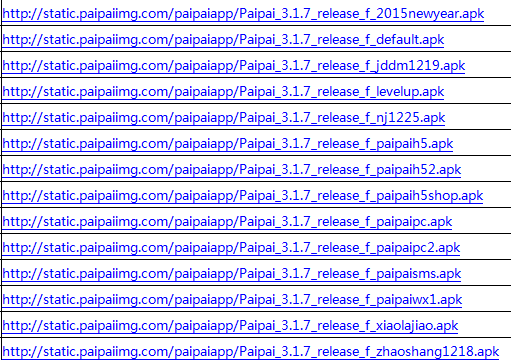 http://static.paipaiimg.com/paipaiapp/Paipai_3.1.7_release_f_2015newyear.apk
http://static.paipaiimg.com/paipaiapp/Paipai_3.1.7_release_f_default.apk
http://static.paipaiimg.com/paipaiapp/Paipai_3.1.7_release_f_jddm1219.apk
http://static.paipaiimg.com/paipaiapp/Paipai_3.1.7_release_f_levelup.apk
http://static.paipaiimg.com/paipaiapp/Paipai_3.1.7_release_f_nj1225.apk
http://static.paipaiimg.com/paipaiapp/Paipai_3.1.7_release_f_paipaih5.apk
http://static.paipaiimg.com/paipaiapp/Paipai_3.1.7_release_f_paipaih52.apk
http://static.paipaiimg.com/paipaiapp/Paipai_3.1.7_release_f_paipaih5shop.apk
http://static.paipaiimg.com/paipaiapp/Paipai_3.1.7_release_f_paipaipc.apk
http://static.paipaiimg.com/paipaiapp/Paipai_3.1.7_release_f_paipaipc2.apk
http://static.paipaiimg.com/paipaiapp/Paipai_3.1.7_release_f_paipaisms.apk
http://static.paipaiimg.com/paipaiapp/Paipai_3.1.7_release_f_paipaiwx1.apk
http://static.paipaiimg.com/paipaiapp/Paipai_3.1.7_release_f_xiaolajiao.apk
http://static.paipaiimg.com/paipaiapp/Paipai_3.1.7_release_f_zhaoshang1218.apk